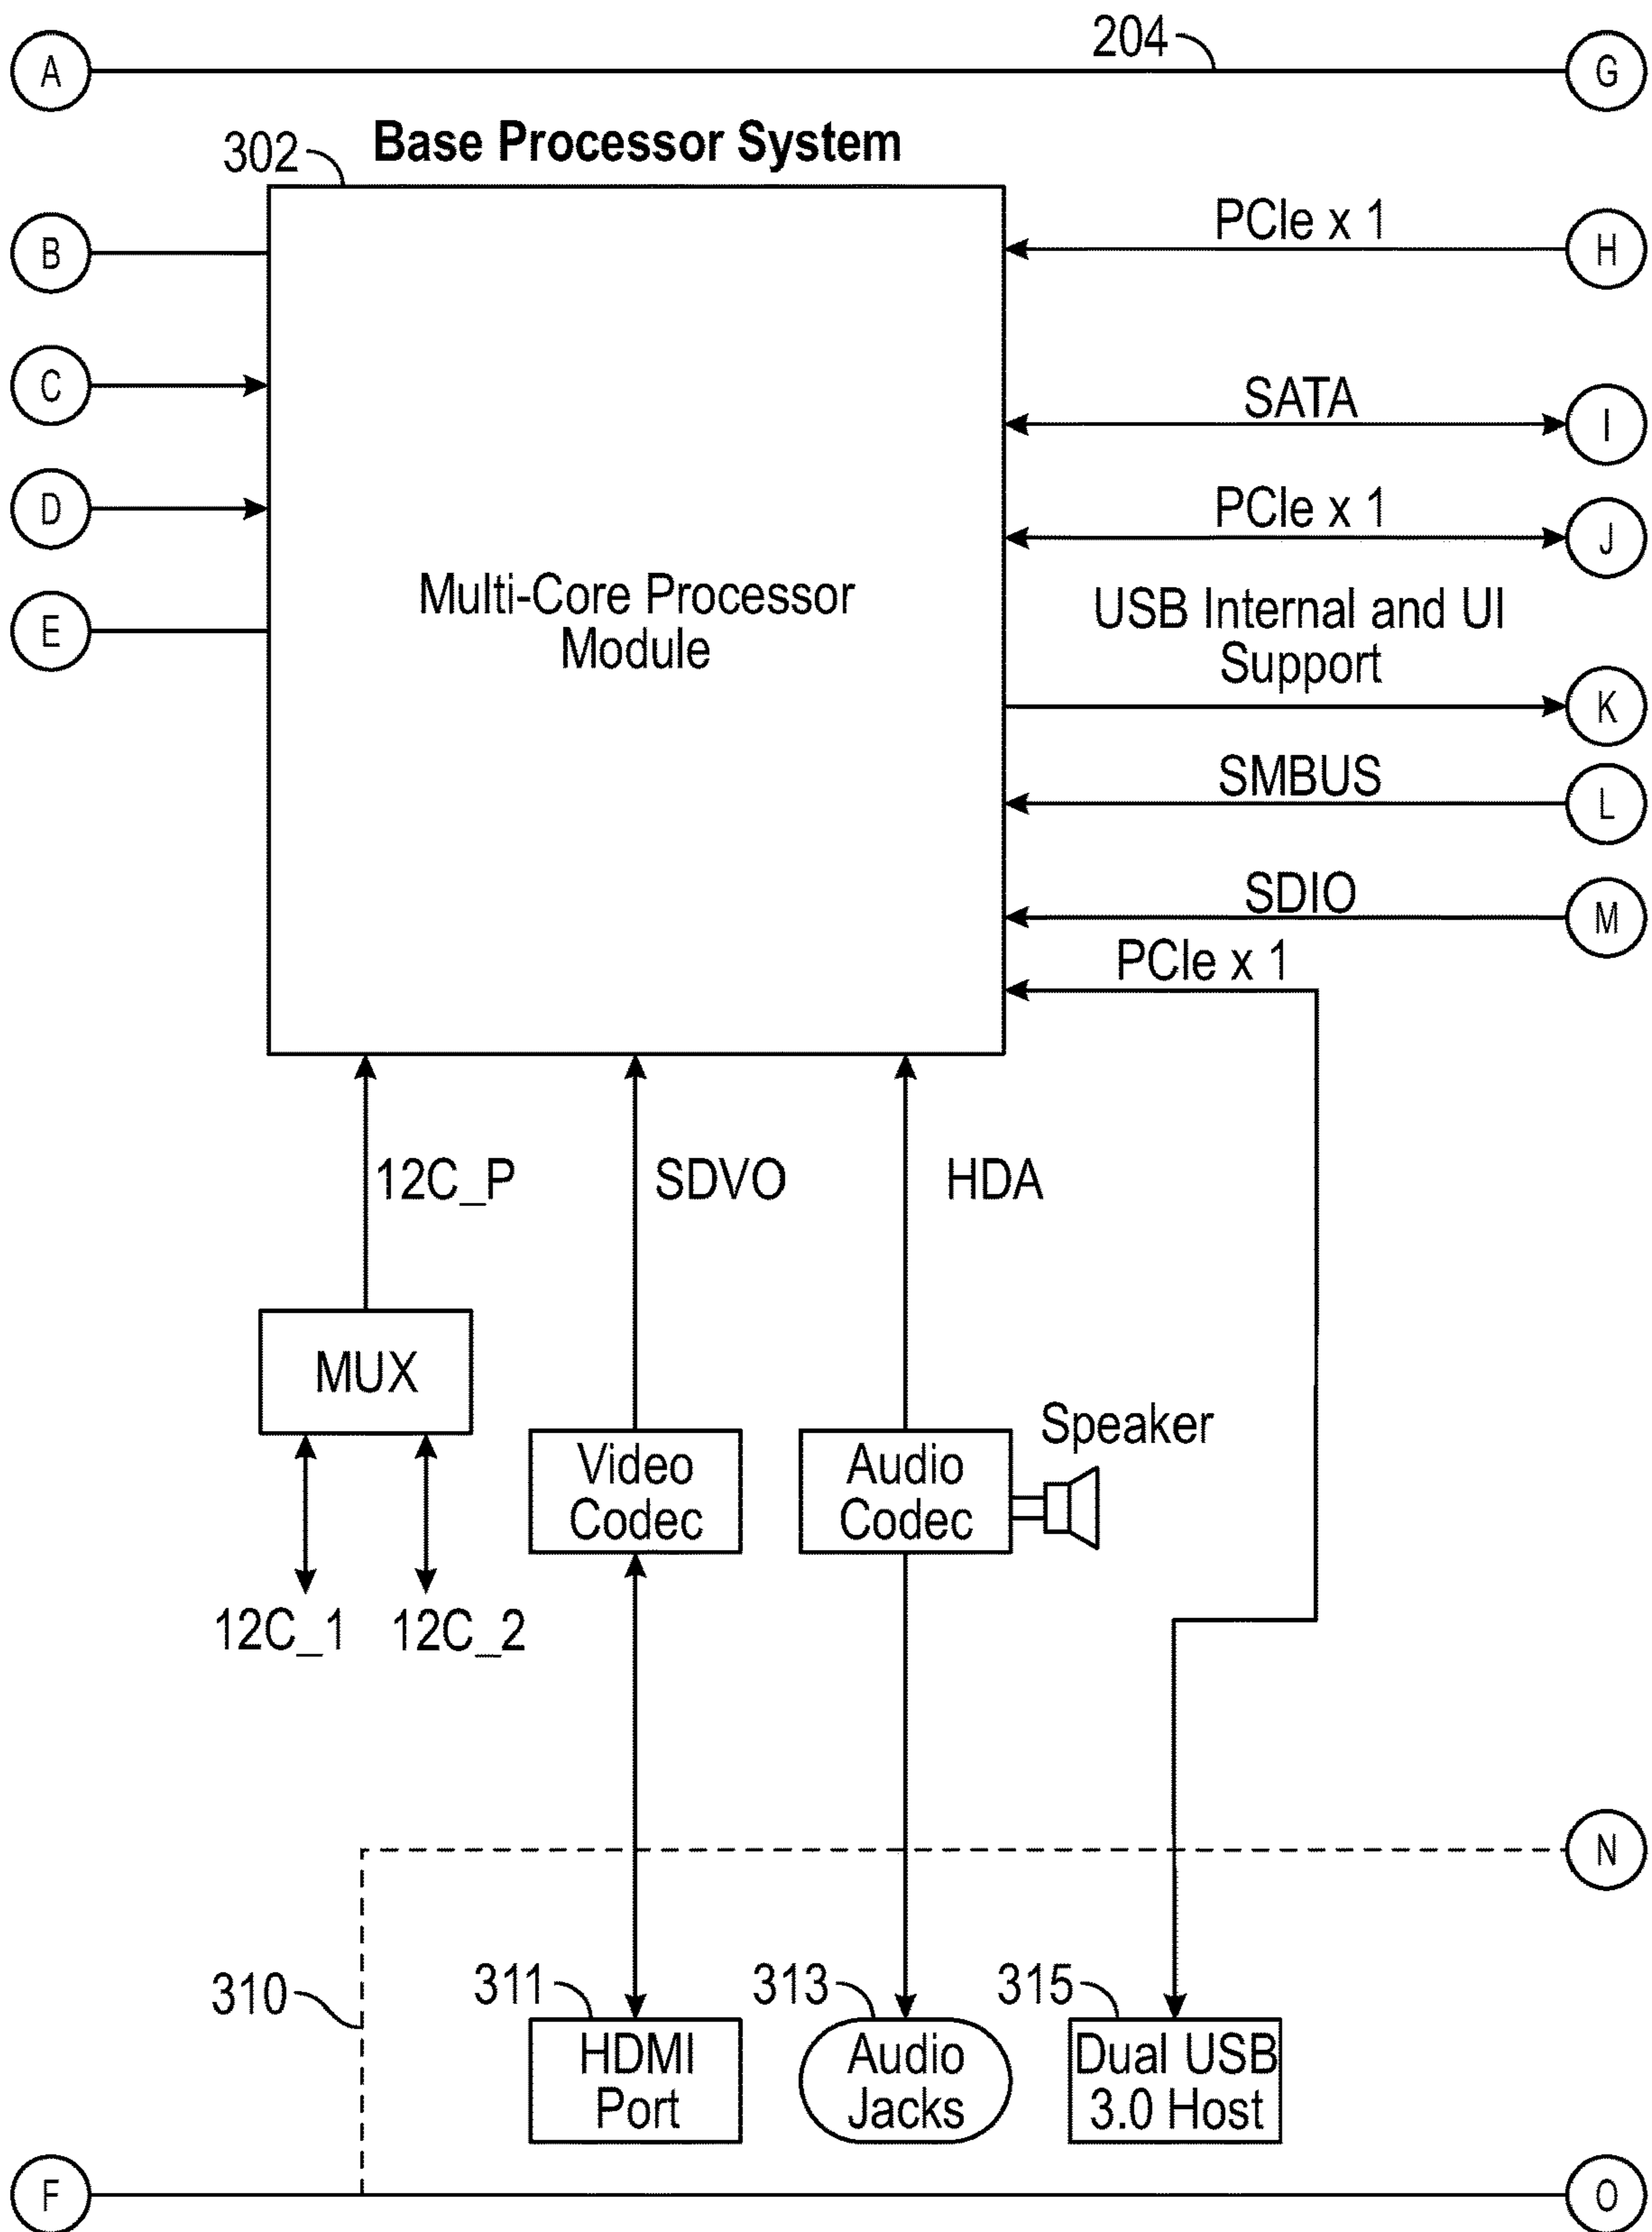 A
204
G
302
Base Processor System
B
PCIe x 1
H
C
SATA
I
D
PCIe x 1
J
Multi-Core Processor
Module
E
USB Internal and UI
Support
K
SMBUS
L
SDIO
M
PCIe x 1
12C_P
SDVO
HDA
MUX
Speaker
Video
Codec
Audio
Codec
12C_1
12C_2
N
310
311
313
315
HDMI
Port
Audio
Jacks
Dual USB
3.0 Host
F
O